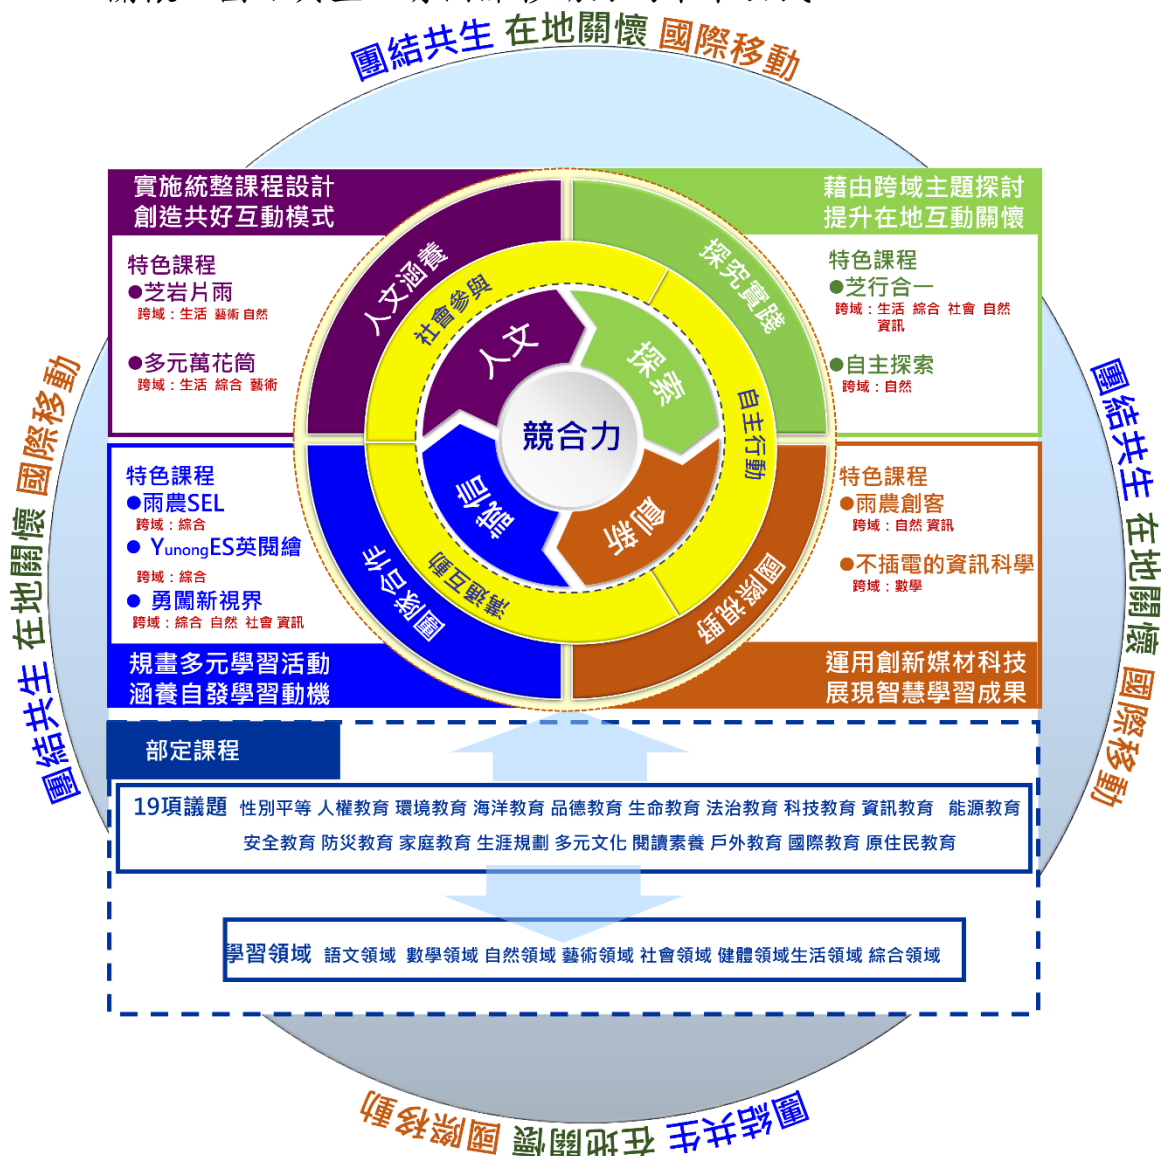 團結共生 在地關懷 國際移動
實施統整課程設計
創造共好互動模式
特色課程
●芝岩片雨
跨域：生活 藝術 自然
●多元萬花筒
跨域：生活 綜合 藝術
藉由跨域主題探討
提升在地互動關懷
特色課程
●芝行合一
跨域：生活 綜合 社會 自然
資訊
●自主探索
跨域：自然
人文涵養
探究實踐
國際視野
團隊合作
社會參與
自主行動
溝通互動
人文
探索
創新
誠信
競合力
特色課程
●雨農SEL
跨域：綜合
● YunongES英閱繪
跨域：綜合
● 勇闖新視界
跨域：綜合 自然 社會 資訊
規畫多元學習活動
涵養自發學習動機
特色課程
●雨農創客
跨域：自然 資訊
●不插電的資訊科學
跨域：數學
運用創新媒材科技
展現智慧學習成果
團結共生 在地關懷 國際移動
團結共生 在地關懷 國際移動
部定課程
19項議題 性別平等 人權教育 環境教育 海洋教育 品德教育 生命教育 法治教育 科技教育 資訊教育 能源教育
安全教育 防災教育 家庭教育 生涯規劃 多元文化 閱讀素養 戶外教育 國際教育 原住民教育
學習領域 語文領域 數學領域 自然領域 藝術領域 社會領域 健體領域生活領域 綜合領域
團結共生 在地關懷 國際移動